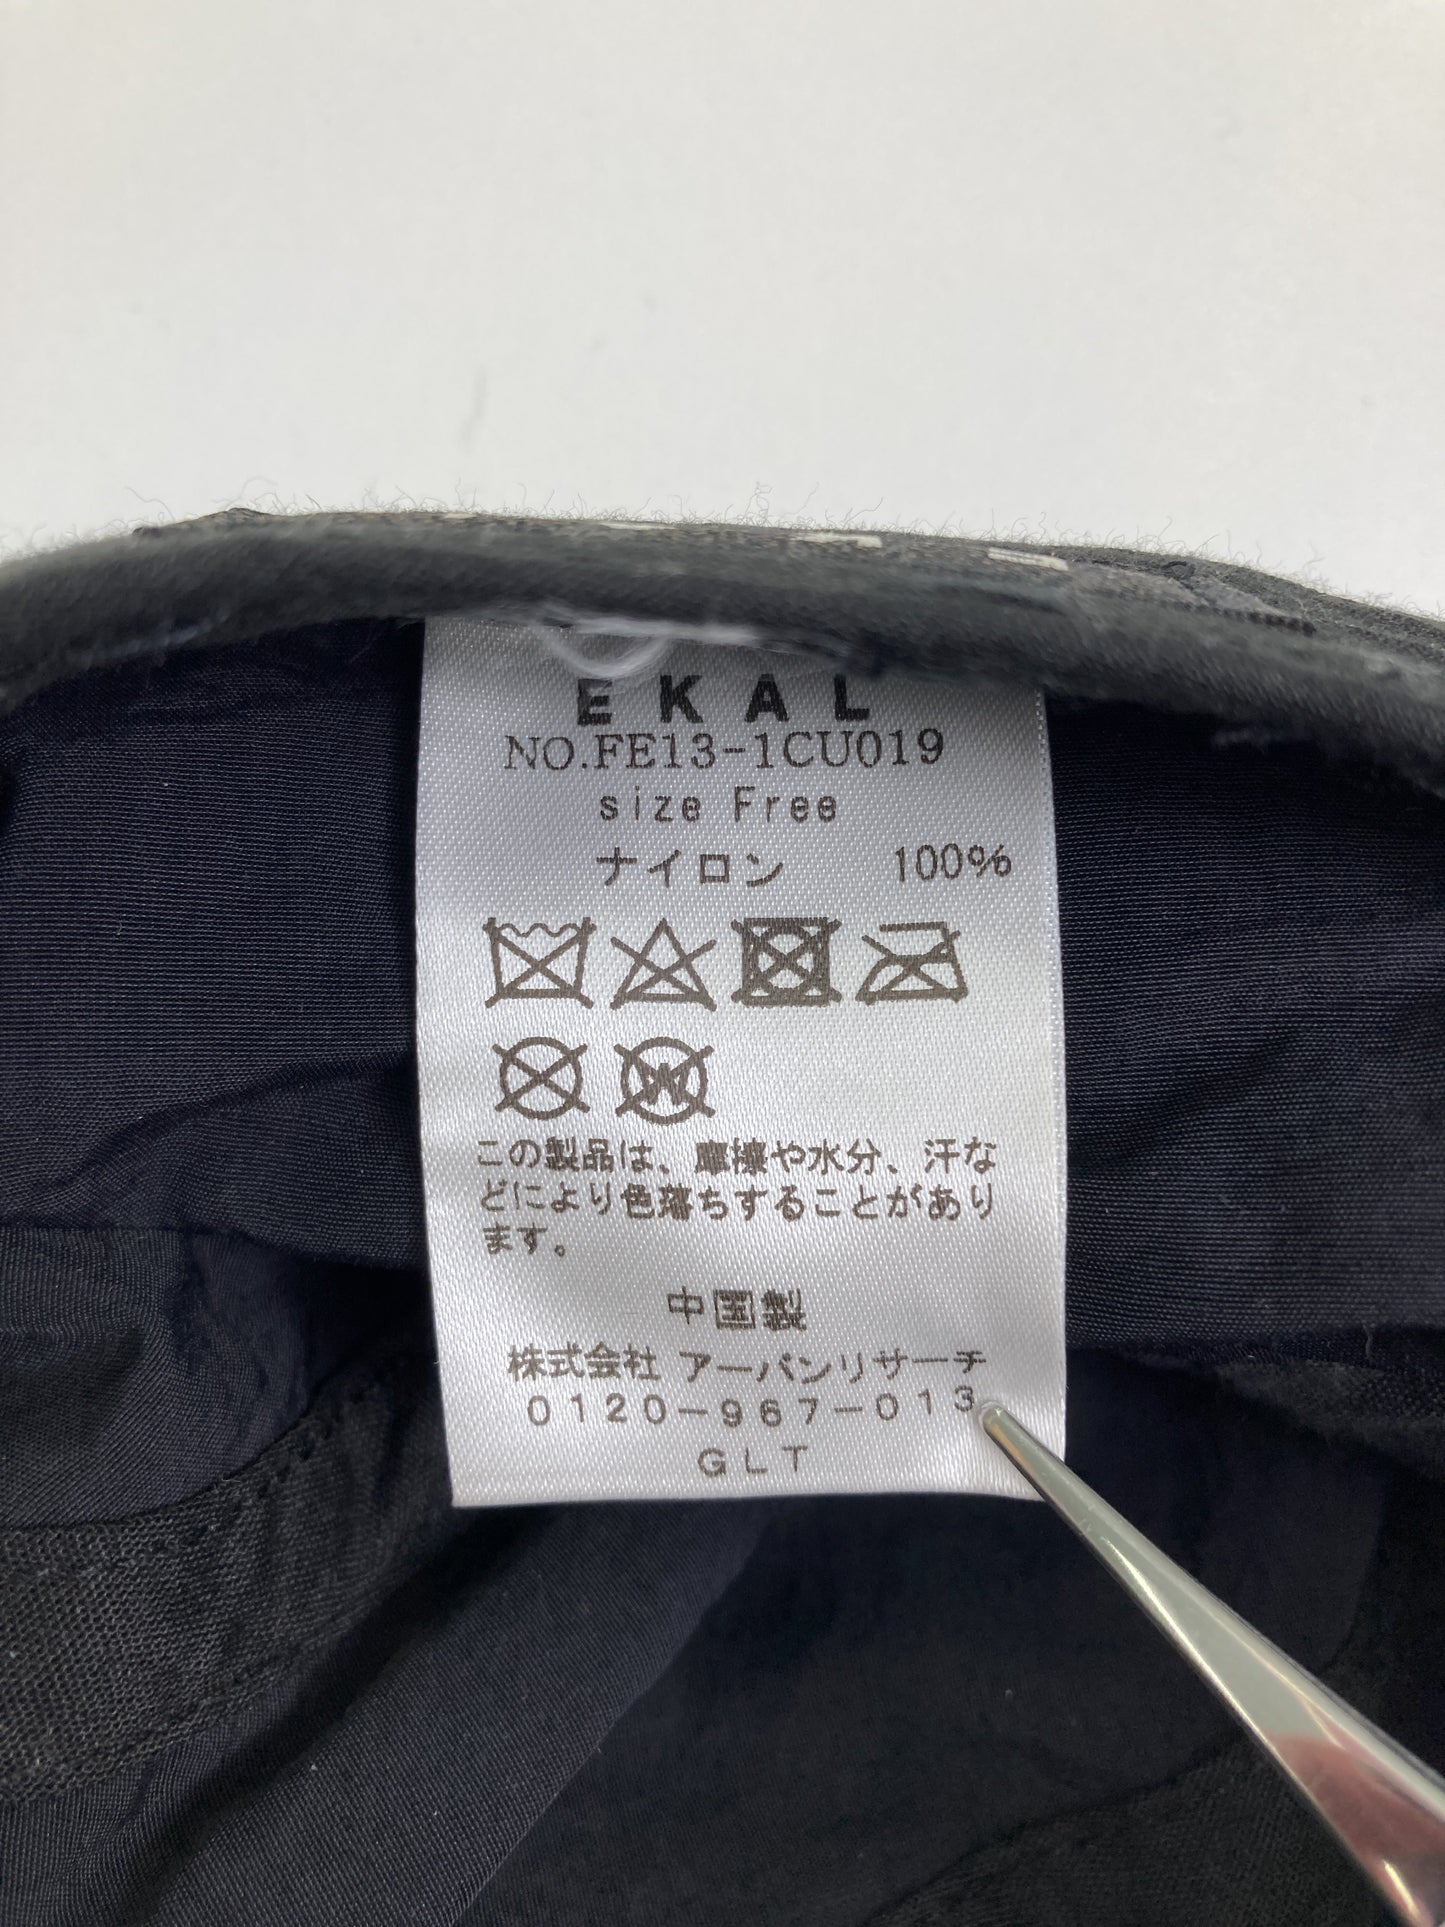 EKAL
NO.FE13-1CU019
size Free
ナイロン 100%
この製品は、摩擦や水分、汗な
どにより色落ちすることがあり
ます。
中国製
株式会社 アーバンリサーチ
0120-967-013
GLT